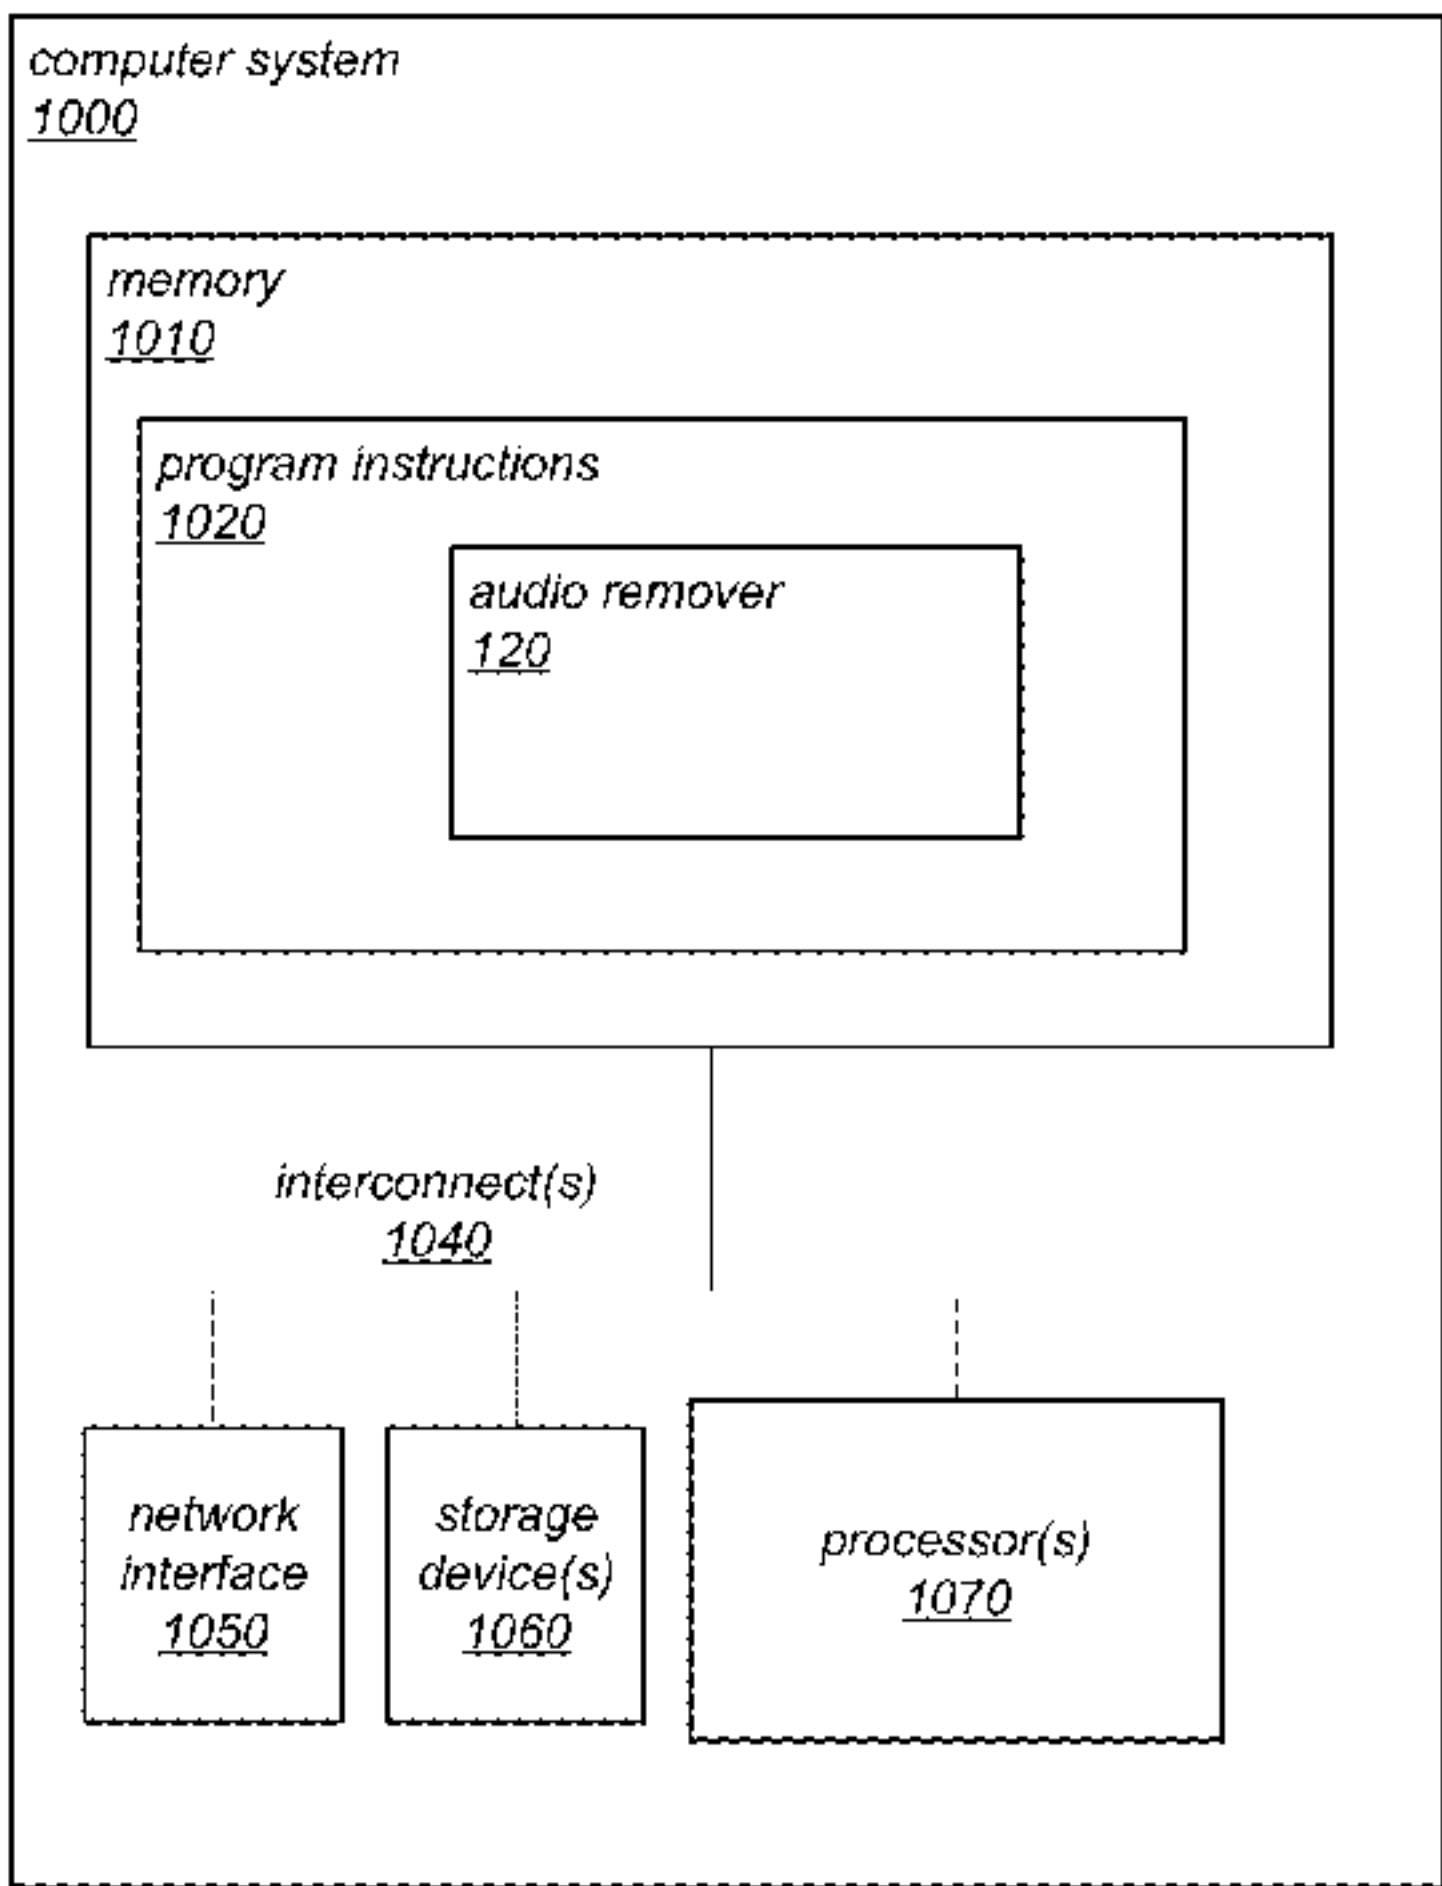 computer system
1000
memory
1010
program instructions
1020
audio remover
120
interconnect(s)
1040
network
interface
1050
storage
device(s)
1060
processor(s)
1070